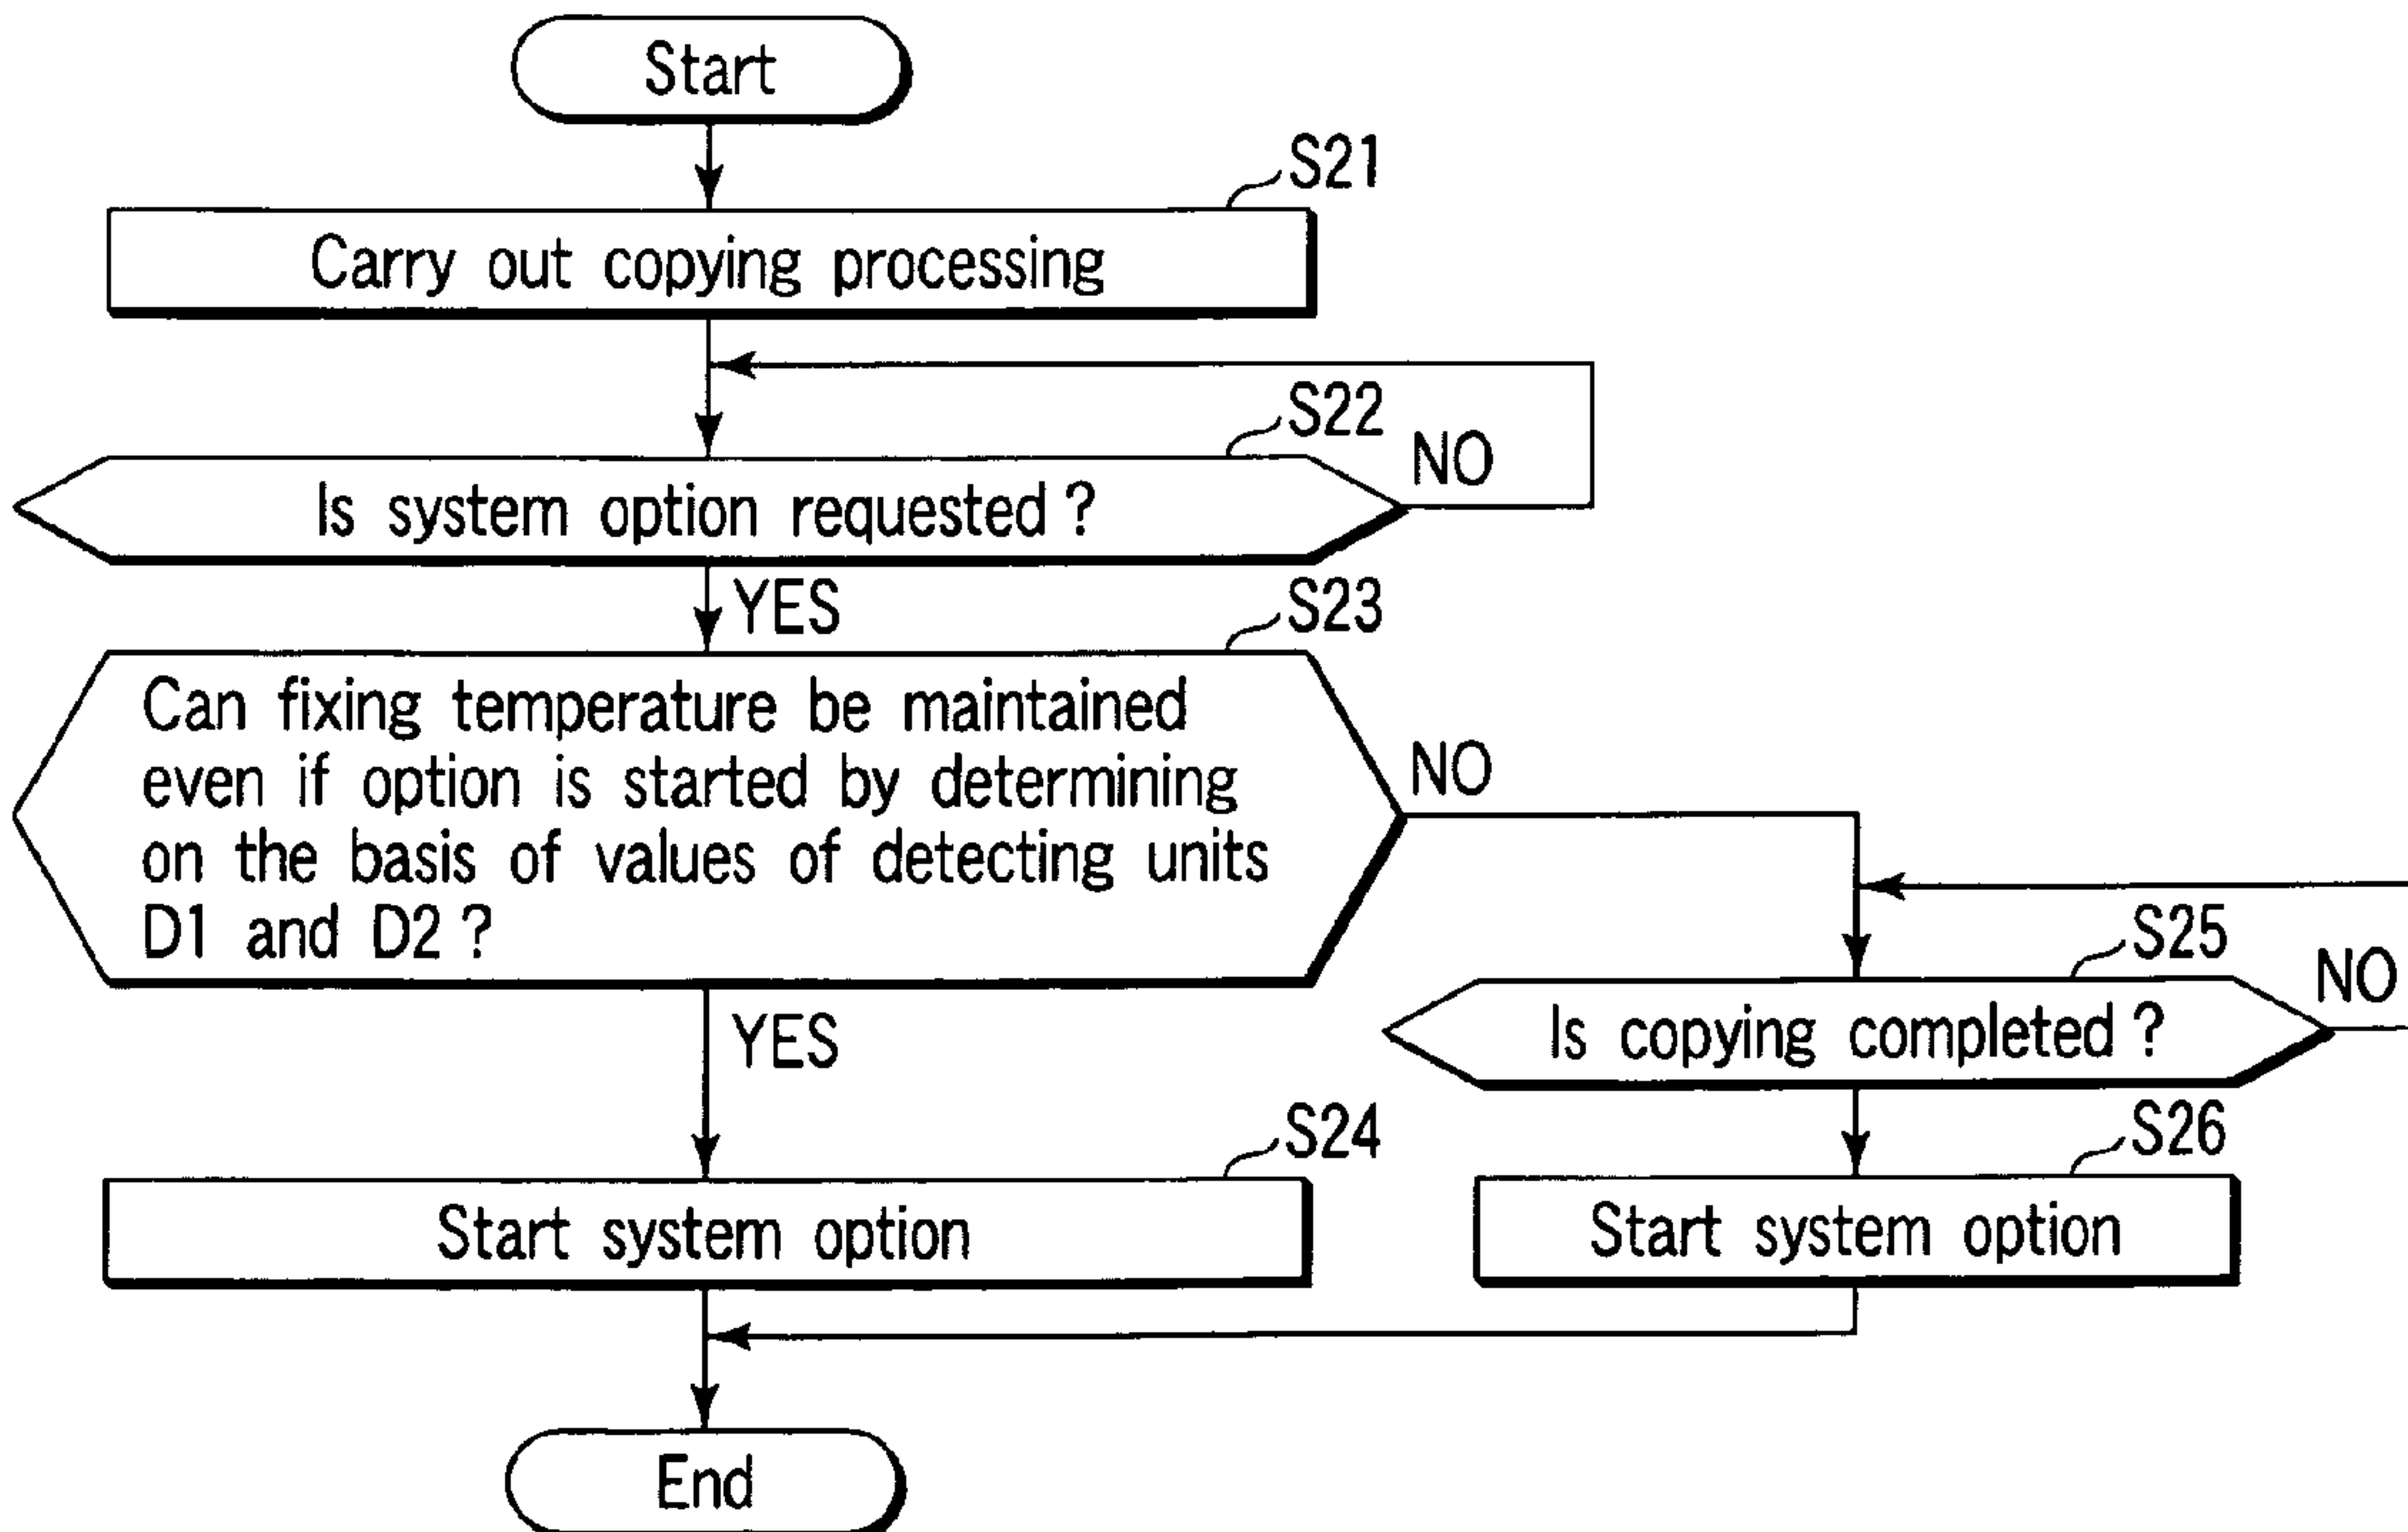 Start
S21
Carry out copying processing
S22
Is system option requested ?
NO
YES
S23
Can fixing temperature be maintained
even if option is started by determining
on the basis of values of detecting units
D1 and D2 ?
NO
YES
S25
Is copying completed ?
NO
S24
Start system option
S26
Start system option
End